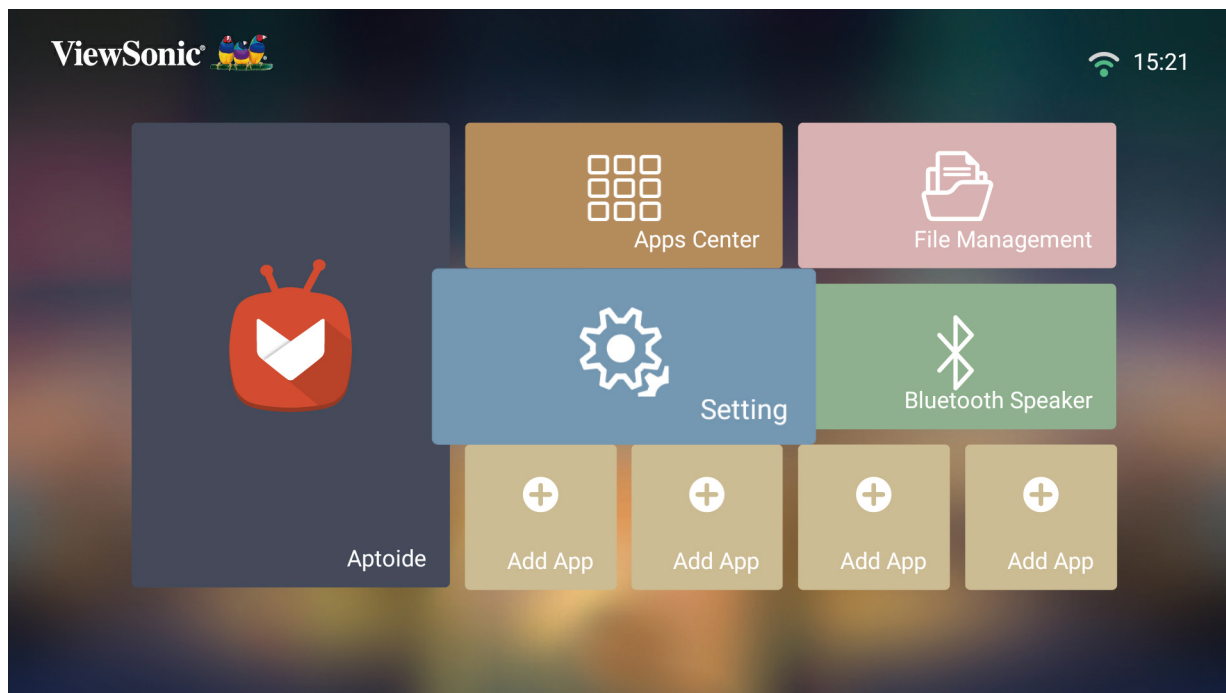 ViewSonic®
15:21
Apps Center
File Management
Setting
Bluetooth Speaker
Aptoide
Add App
Add App
Add App
Add App